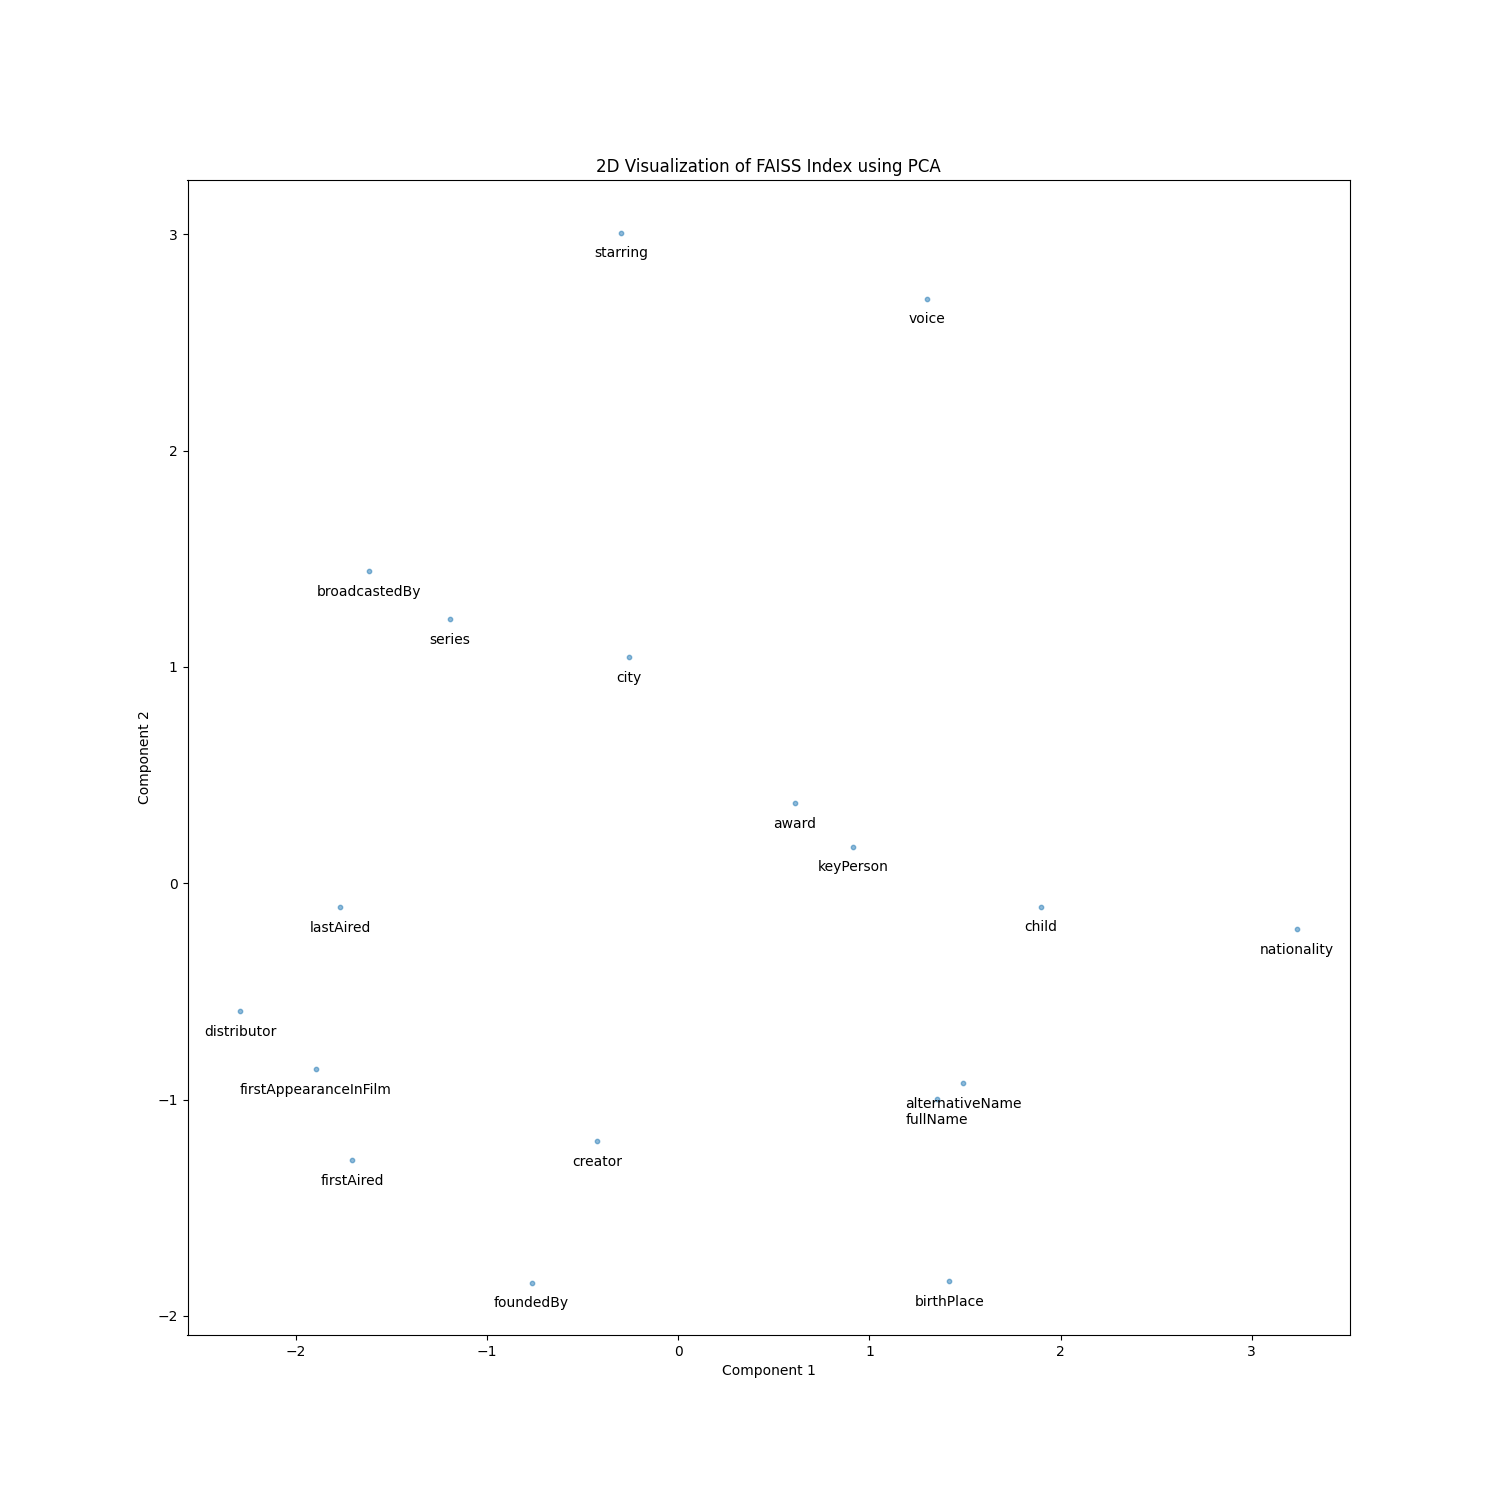 2D Visualization of FAISS Index using PCA
3
starring
voice
2
broadcastedBy
series
1
city
Component 2
award
keyPerson
0
lastAired
child
nationality
distributor
firstAppearanceInFilm
−1
alternativeName
fullName
creator
firstAired
foundedBy
birthPlace
−2
−2 −1 0 1 2 3
Component 1